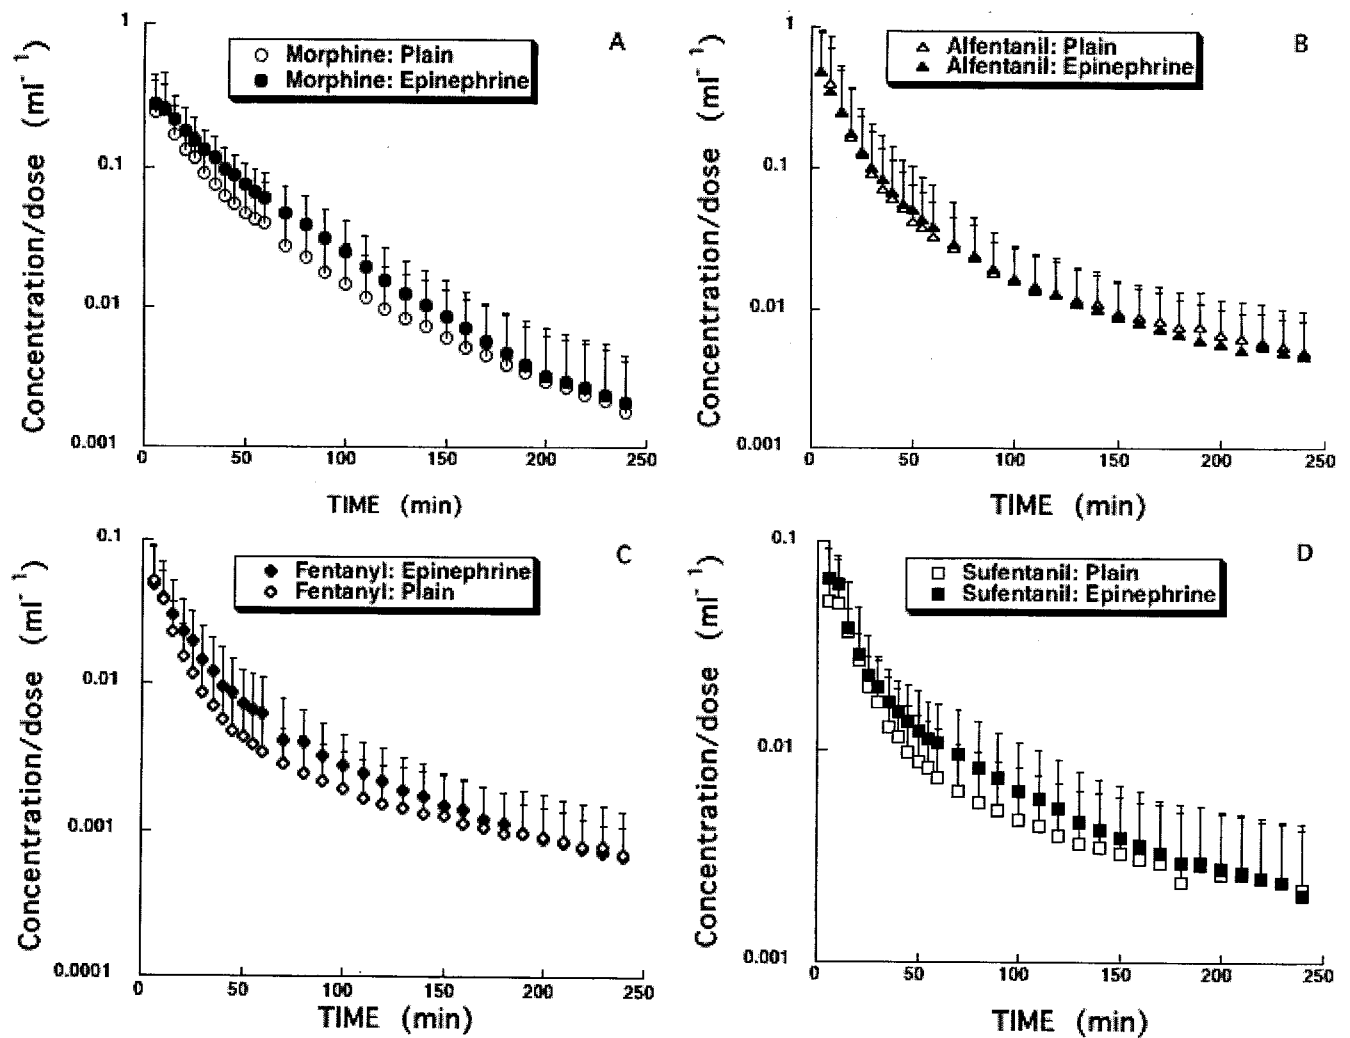 A
Morphine: Plain
Morphine: Epinephrine
Concentration/dose (ml⁻¹)
1
0.1
0.01
0.001
0 50 100 150 200 250
TIME (min)
B
Alfentanil: Plain
Alfentanil: Epinephrine
Concentration/dose (ml⁻¹)
1
0.1
0.01
0.001
0 50 100 150 200 250
TIME (min)
C
Fentanyl: Epinephrine
Fentanyl: Plain
Concentration/dose (ml⁻¹)
0.1
0.01
0.001
0.0001
0 50 100 150 200 250
TIME (min)
D
Sufentanil: Plain
Sufentanil: Epinephrine
Concentration/dose (ml⁻¹)
0.1
0.01
0.001
0 50 100 150 200 250
TIME (min)